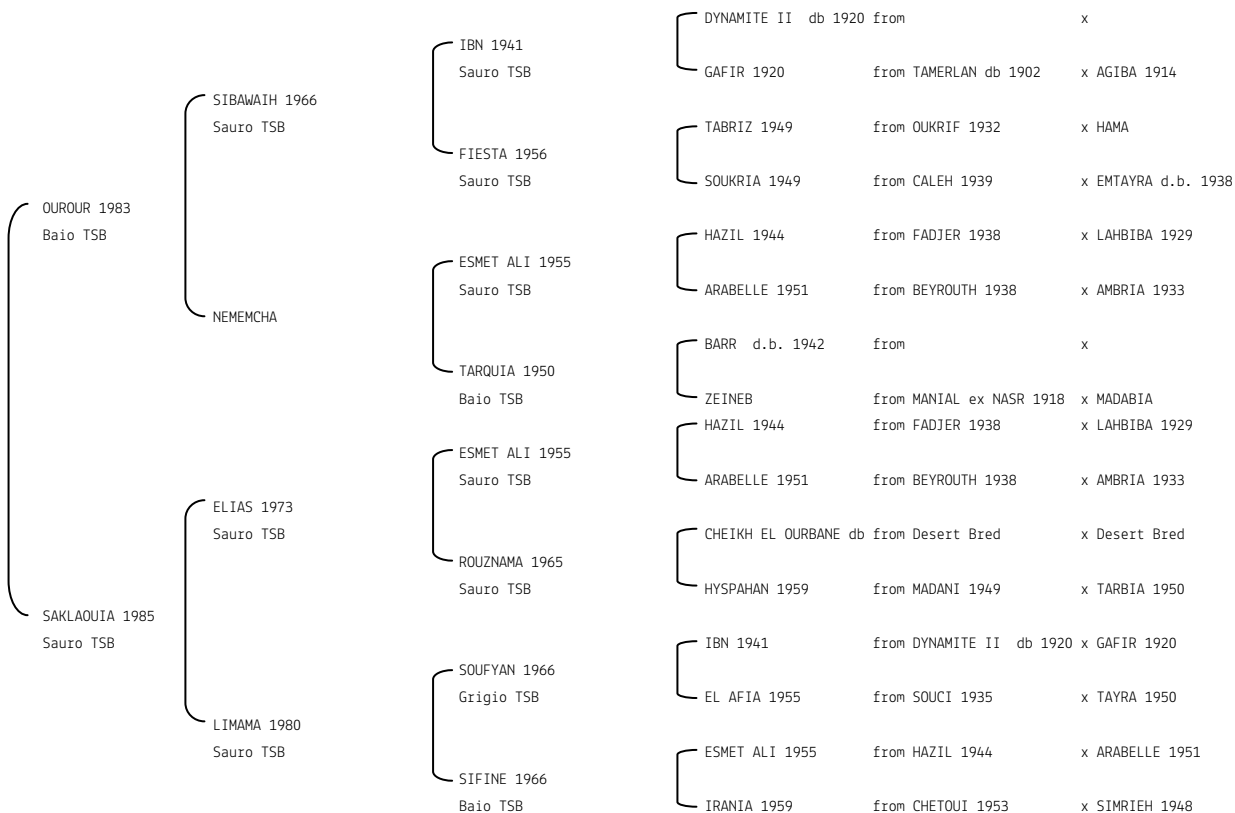 DYNAMITE II db 1920 from x
IBN 1941
Sauro TSB
GAFIR 1920 from TAMERLAN db 1902 x AGIBA 1914
SIBAWAIH 1966
Sauro TSB
TABRIZ 1949 from OUKRIF 1932 x HAMA
FIESTA 1956
Sauro TSB
SOUKRIA 1949 from CALEH 1939 x EMTAYRA d.b. 1938
OUROUR 1983
Baio TSB
HAZIL 1944 from FADJER 1938 x LAHBIBA 1929
ESMET ALI 1955
Sauro TSB
ARABELLE 1951 from BEYROUTH 1938 x AMBRIA 1933
NEMEMCHA
BARR d.b. 1942 from x
TARQUIA 1950
Baio TSB
ZEINEB from MANIAL ex NASR 1918 x MADABIA
HAZIL 1944 from FADJER 1938 x LAHBIBA 1929
ESMET ALI 1955
Sauro TSB
ARABELLE 1951 from BEYROUTH 1938 x AMBRIA 1933
ELIAS 1973
Sauro TSB
CHEIKH EL OURBANE db from Desert Bred x Desert Bred
ROUZNAMA 1965
Sauro TSB
HYSPAHAN 1959 from MADANI 1949 x TARBIA 1950
SAKLAOUIA 1985
Sauro TSB
IBN 1941 from DYNAMITE II db 1920 x GAFIR 1920
SOUFYAN 1966
Grigio TSB
EL AFIA 1955 from SOUCI 1935 x TAYRA 1950
LIMAMA 1980
Sauro TSB
ESMET ALI 1955 from HAZIL 1944 x ARABELLE 1951
SIFINE 1966
Baio TSB
IRANIA 1959 from CHETOUI 1953 x SIMRIEH 1948